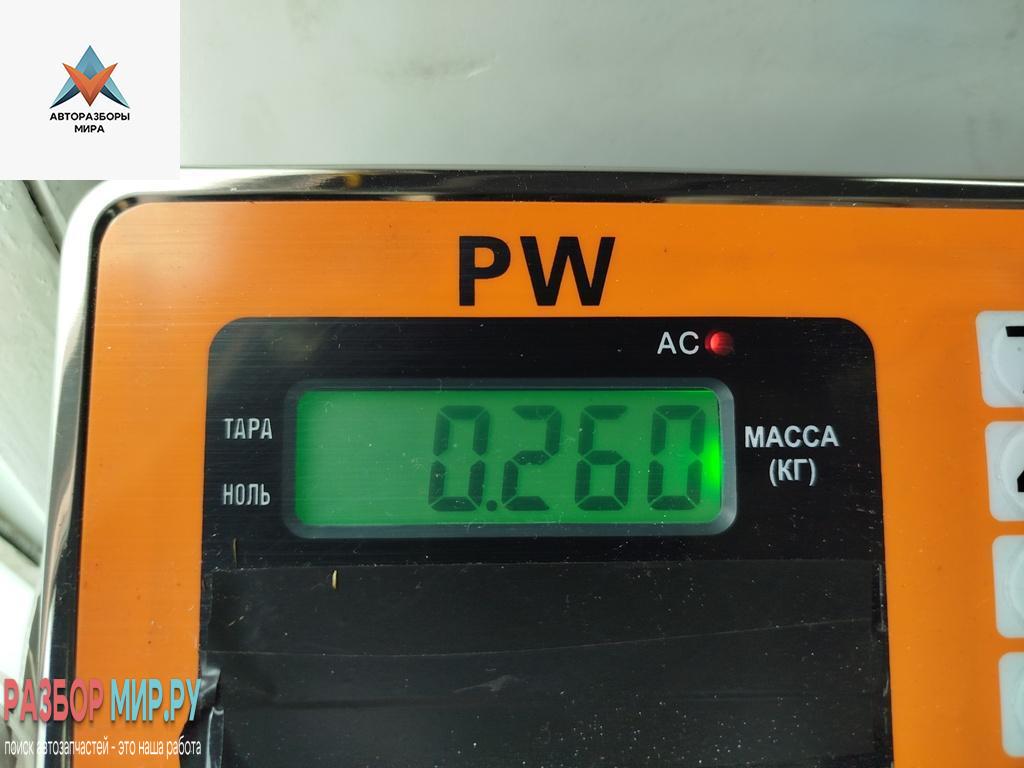 АВТОРАЗБОРЫ
МИРА
PW
AC
ТАРА
0.260
МАССА
(КГ)
НОЛЬ
РАЗБОР МИР.РУ
поиск автозапчастей - это наша работа